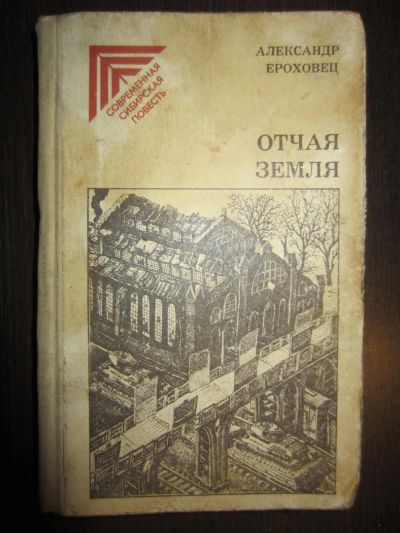 СОВРЕМЕННАЯ
СИБИРСКАЯ
ПОВЕСТЬ
АЛЕКСАНДР
ЕРОХОВЕЦ
ОТЧАЯ
ЗЕМЛЯ